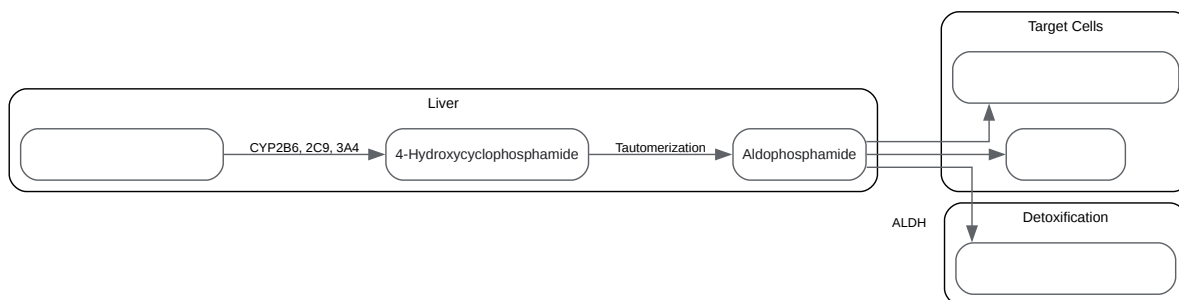 Target Cells
Liver
CYP2B6, 2C9, 3A4
4-Hydroxycyclophosphamide
Tautomerization
Aldophosphamide
ALDH
Detoxification